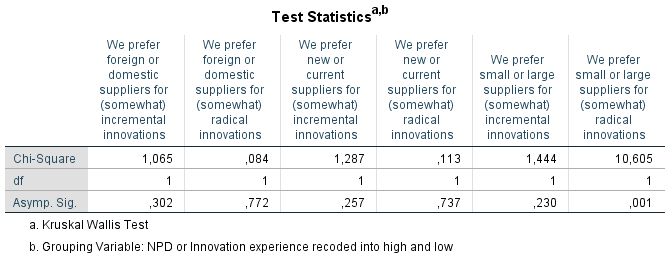 Test Statisticsa,b
We prefer foreign or domestic suppliers for (somewhat) incremental innovations
We prefer foreign or domestic suppliers for (somewhat) radical innovations
We prefer new or current suppliers for (somewhat) incremental innovations
We prefer new or current suppliers for (somewhat) radical innovations
We prefer small or large suppliers for (somewhat) incremental innovations
We prefer small or large suppliers for (somewhat) radical innovations
Chi-Square 1,065 ,084 1,287 ,113 1,444 10,605
df 1 1 1 1 1 1
Asymp. Sig. ,302 ,772 ,257 ,737 ,230 ,001
a. Kruskal Wallis Test
b. Grouping Variable: NPD or Innovation experience recoded into high and low